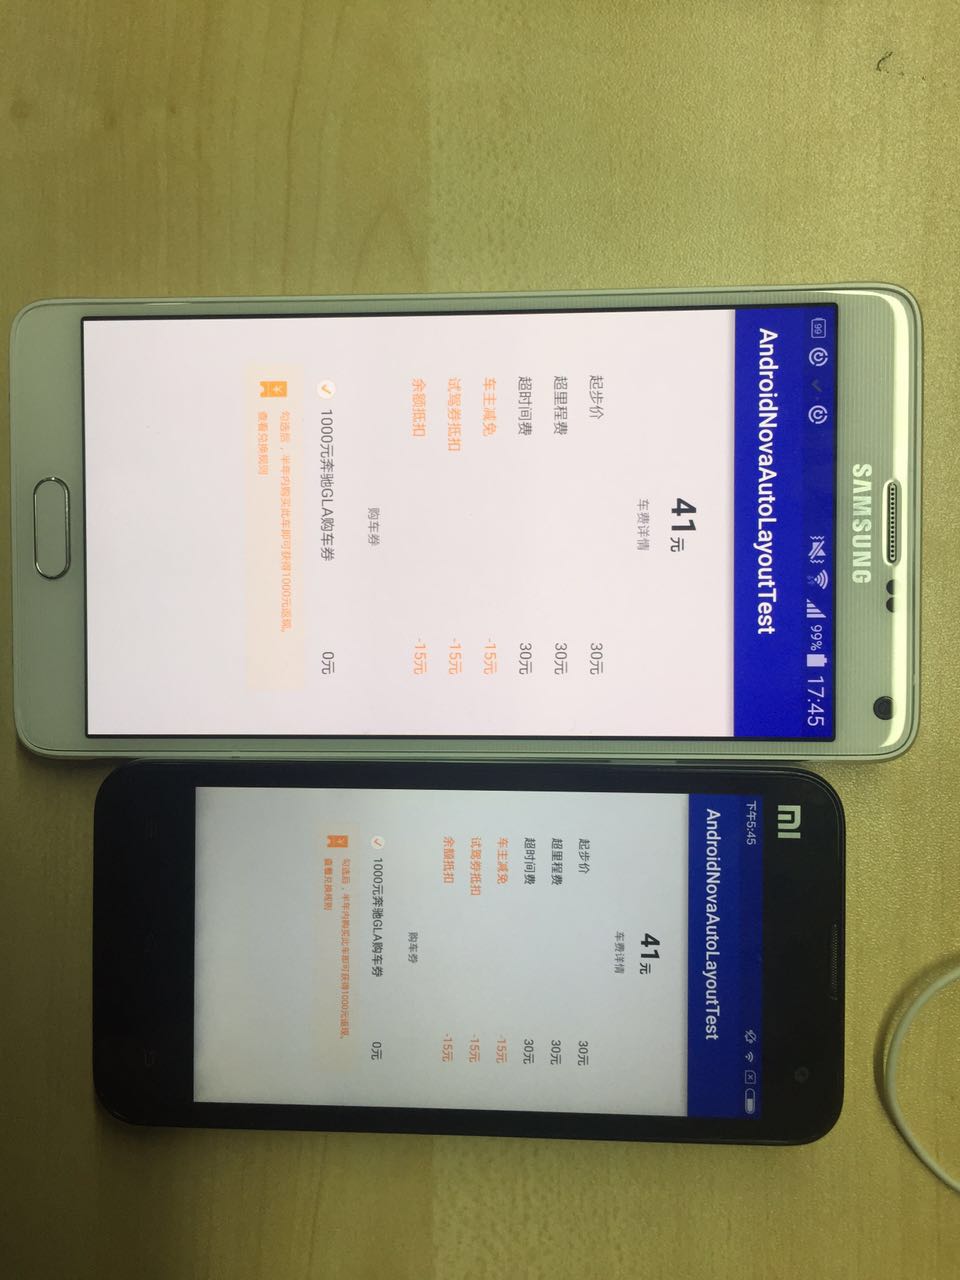 SAMSUNG
99% 17:45
AndroidNovaAutoLayoutTest
41元
车费详情
起步价 30元
超里程费 30元
超时间费 30元
车主减免 -15元
试驾券抵扣 -15元
余额抵扣 -15元
购车券
1000元奔驰GLA购车券 0元
勾选后，半年内购买此车即可获得1000元返现。
查看兑换规则
MI
下午5:45
AndroidNovaAutoLayoutTest
41元
车费详情
起步价 30元
超里程费 30元
超时间费 30元
车主减免 -15元
试驾券抵扣 -15元
余额抵扣 -15元
购车券
1000元奔驰GLA购车券 0元
勾选后，半年内购买此车即可获得1000元返现。
查看兑换规则